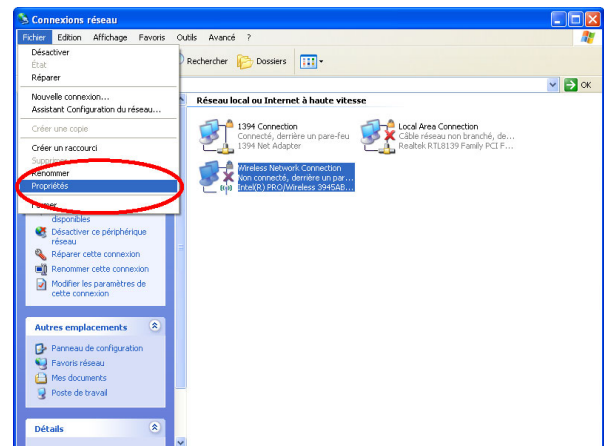 Connexions réseau
Fichier Edition Affichage Favoris Outils Avancé ?
Désactiver
État
Réparer
Nouvelle connexion...
Assistant Configuration du réseau...
Créer une copie
Créer un raccourci
Supprimer
Renommer
Propriétés
Fermer
Rechercher Dossiers
OK
Réseau local ou Internet à haute vitesse
1394 Connection
Connecté, derrière un pare-feu
1394 Net Adapter
Local Area Connection
Câble réseau non branché, de...
Realtek RTL8139 Family PCI F...
Wireless Network Connection
Non connecté, derrière un par...
Intel(R) PRO/Wireless 3945AB...
disponibles
Désactiver ce périphérique
réseau
Réparer cette connexion
Renommer cette connexion
Modifier les paramètres de
cette connexion
Autres emplacements
Panneau de configuration
Favoris réseau
Mes documents
Poste de travail
Détails